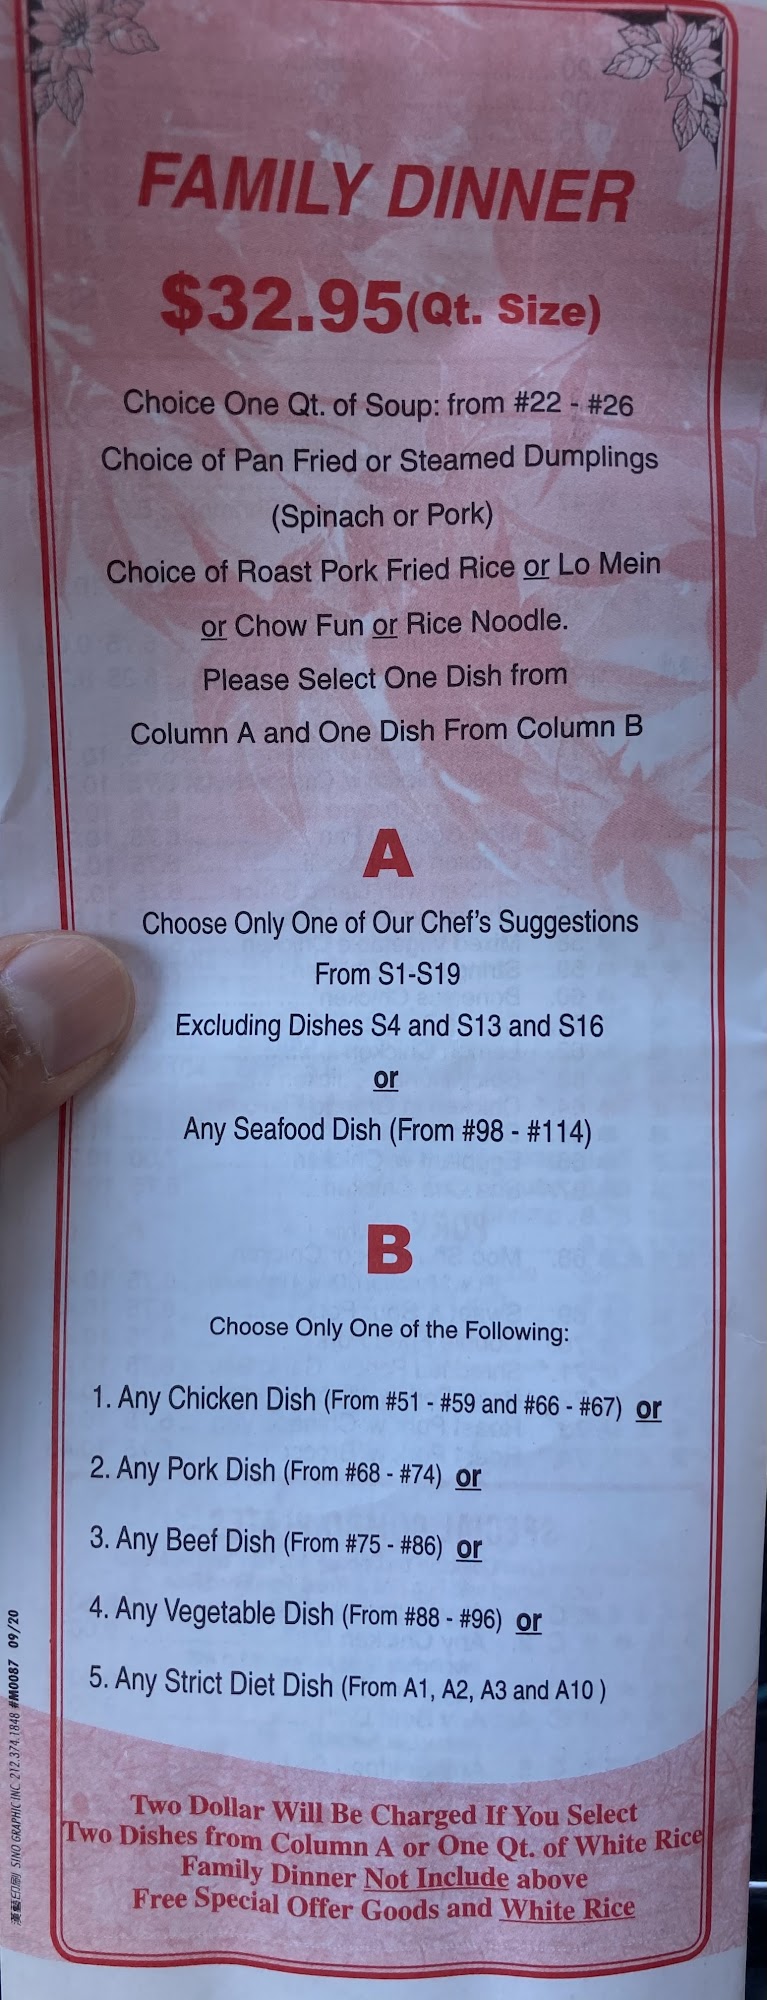 FAMILY DINNER
$32.95(Qt. Size)
Choice One Qt. of Soup: from #22 - #26
Choice of Pan Fried or Steamed Dumplings
(Spinach or Pork)
Choice of Roast Pork Fried Rice or Lo Mein
or Chow Fun or Rice Noodle.
Please Select One Dish from
Column A and One Dish From Column B
A
Choose Only One of Our Chef's Suggestions
From S1-S19
Excluding Dishes S4 and S13 and S16
or
Any Seafood Dish (From #98 - #114)
B
Choose Only One of the Following:
1. Any Chicken Dish (From #51 - #59 and #66 - #67) or
2. Any Pork Dish (From #68 - #74) or
3. Any Beef Dish (From #75 - #86) or
4. Any Vegetable Dish (From #88 - #96) or
5. Any Strict Diet Dish (From A1, A2, A3 and A10 )
Two Dollar Will Be Charged If You Select
Two Dishes from Column A or One Qt. of White Rice
Family Dinner Not Include above
Free Special Offer Goods and White Rice
漢藝印刷 SINO GRAPHIC INC. 212.374.1848 #M0087 09/20